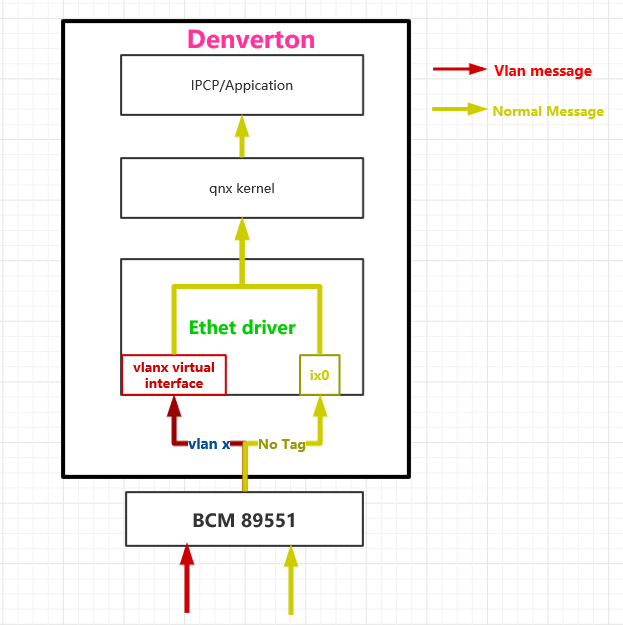 Denverton
IPCP/Appication
Vlan message
Normal Message
qnx kernel
Ethet driver
vlanx virtual
interface
ix0
vlan x
No Tag
BCM 89551